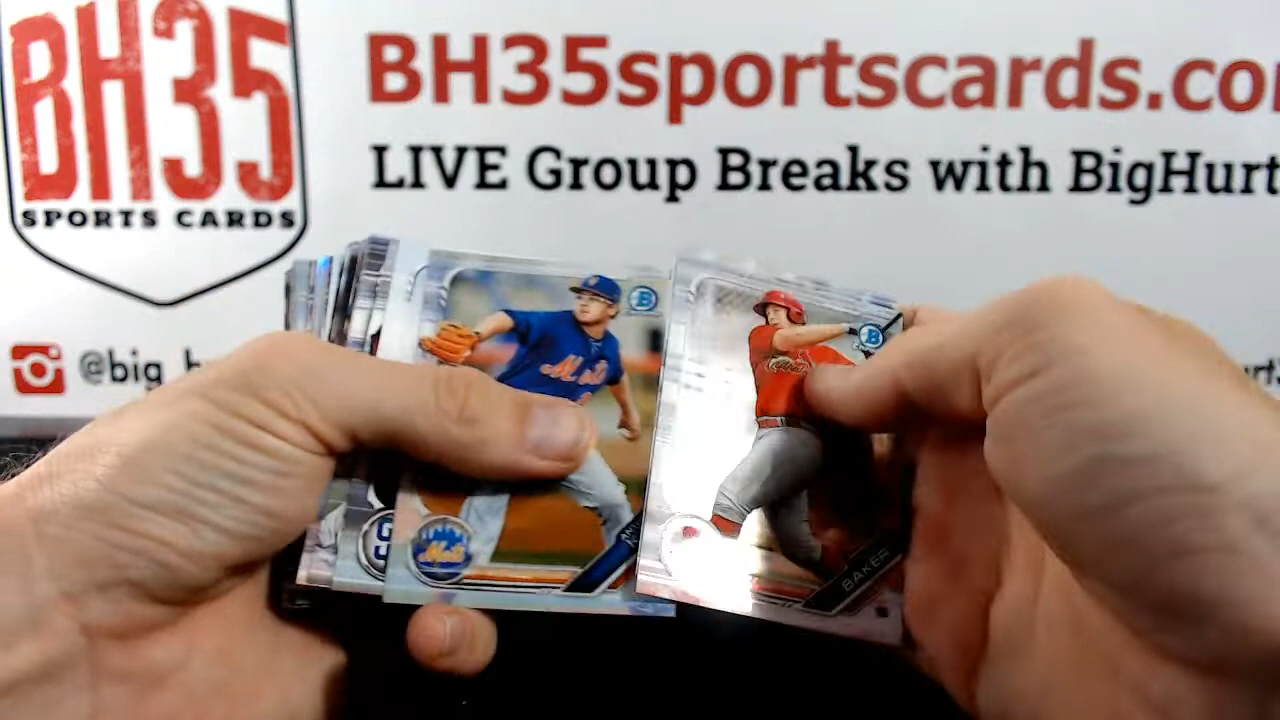 BH35
SPORTS CARDS
BH35sportscards.co
LIVE Group Breaks with BigHurt
@big_
B
B
Mets
Mets
BAKER